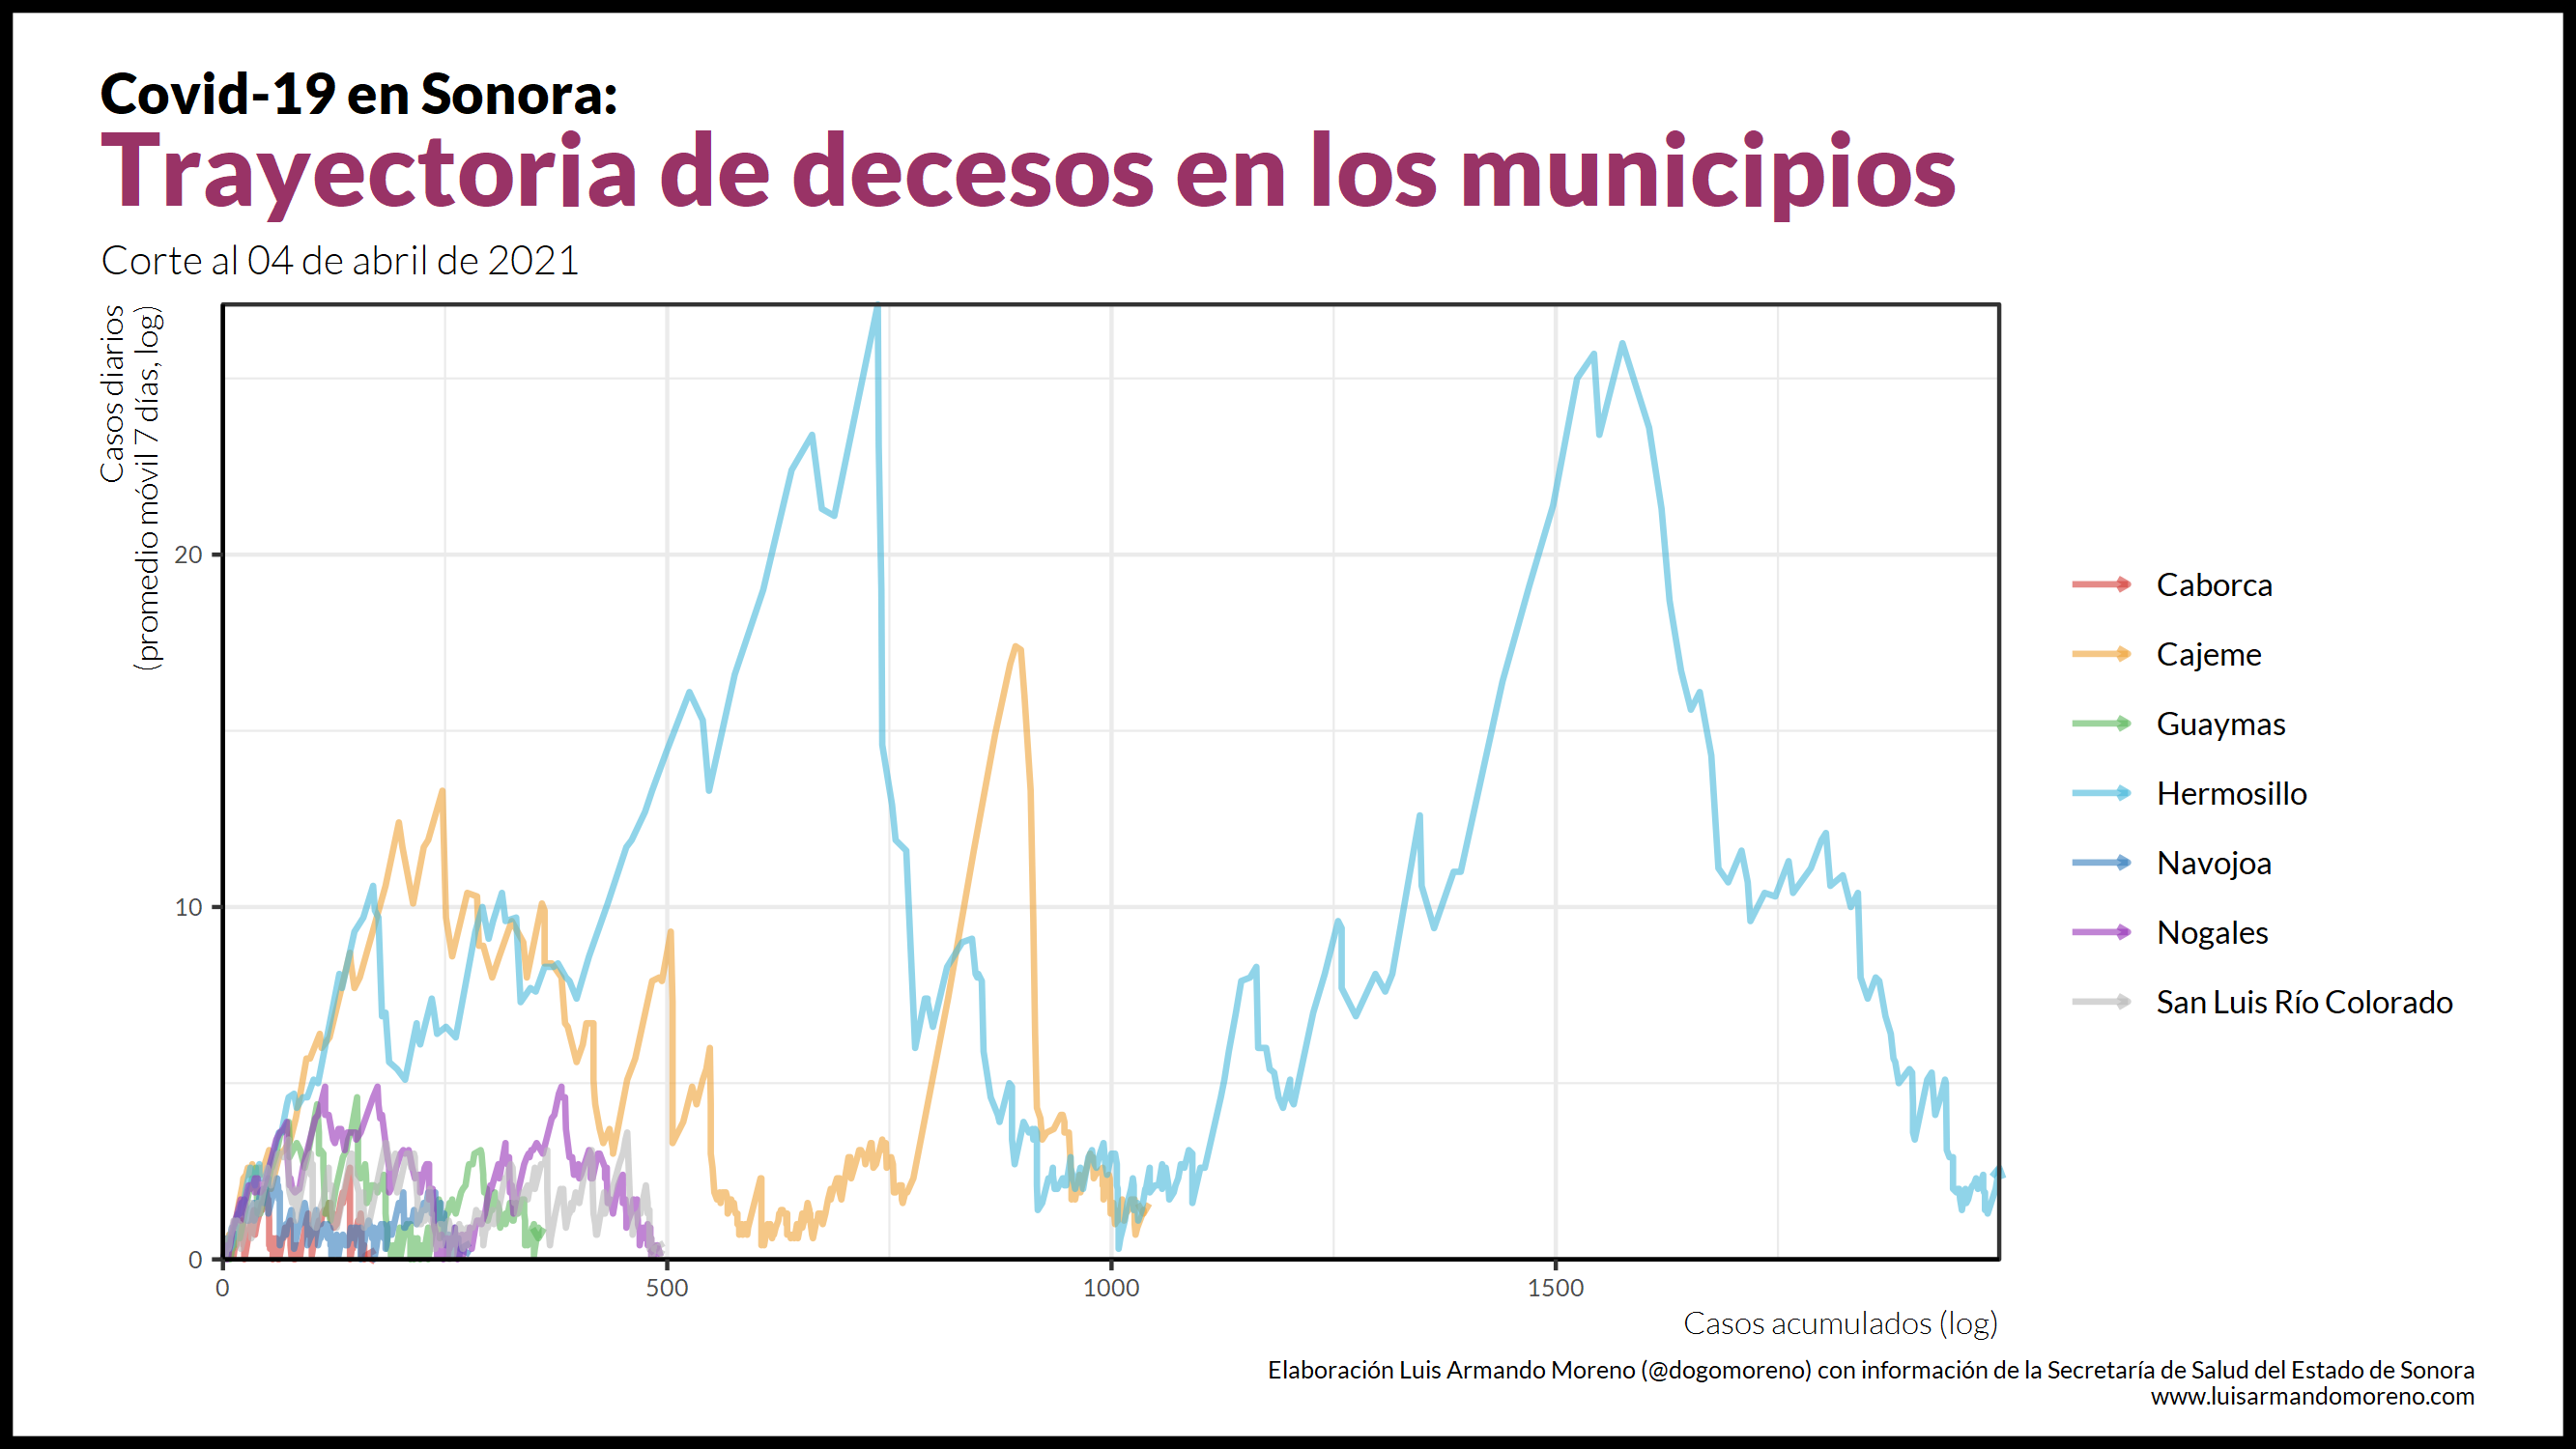 Covid-19 en Sonora:
Trayectoria de decesos en los municipios
Corte al 04 de abril de 2021
Casos diarios
(promedio móvil 7 días, log)
20
10
0
0
500
1000
1500
Casos acumulados (log)
Caborca
Cajeme
Guaymas
Hermosillo
Navojoa
Nogales
San Luis Río Colorado
Elaboración Luis Armando Moreno (@dogomoreno) con información de la Secretaría de Salud del Estado de Sonora
www.luisarmandomoreno.com